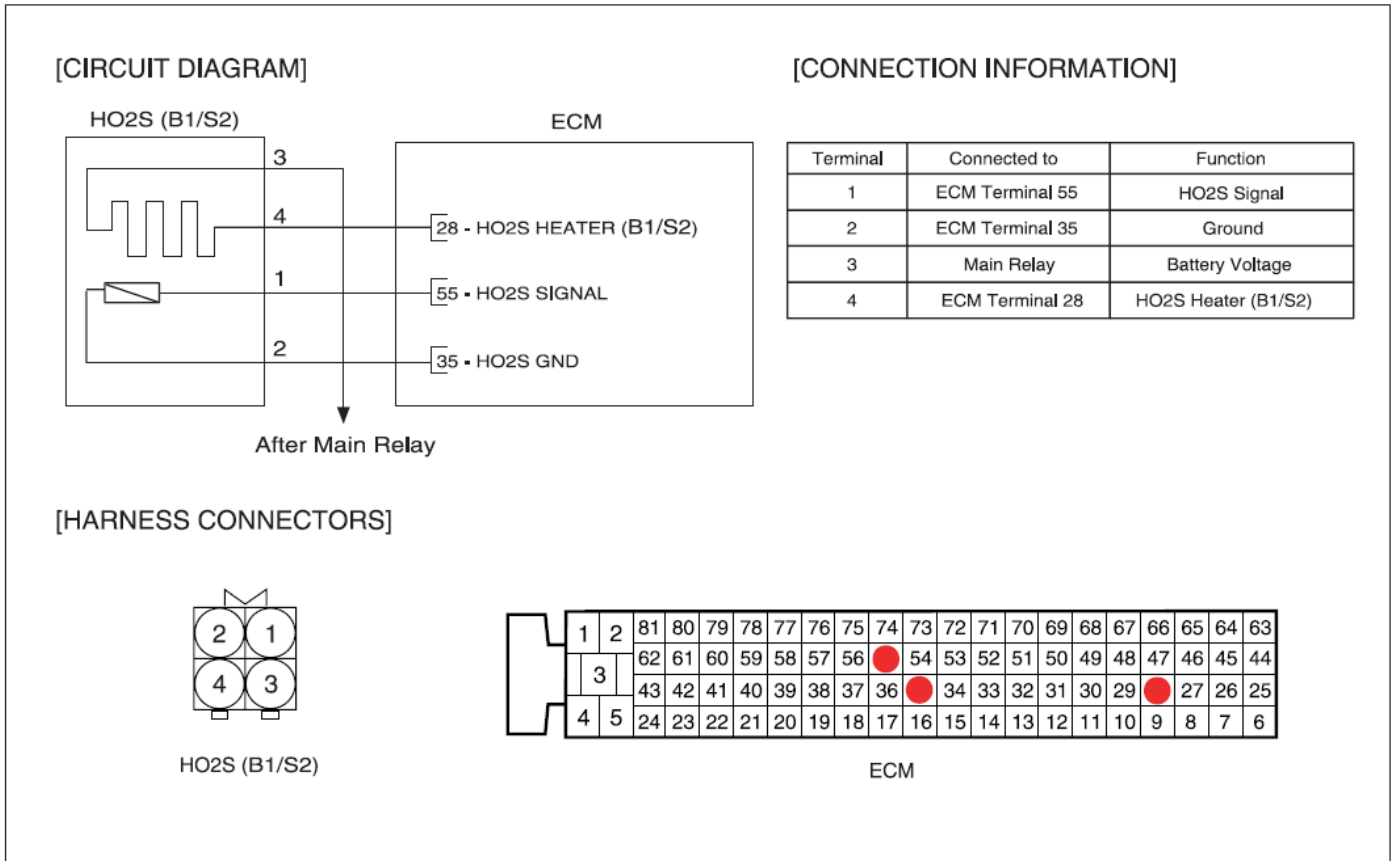 [CIRCUIT DIAGRAM]
HO2S (B1/S2)
ECM
3
4
28 - HO2S HEATER (B1/S2)
1
55 - HO2S SIGNAL
2
35 - HO2S GND
After Main Relay
[CONNECTION INFORMATION]
Terminal Connected to Function
1 ECM Terminal 55 HO2S Signal
2 ECM Terminal 35 Ground
3 Main Relay Battery Voltage
4 ECM Terminal 28 HO2S Heater (B1/S2)
[HARNESS CONNECTORS]
2 1
4 3
HO2S (B1/S2)
1 2 81 80 79 78 77 76 75 74 73 72 71 70 69 68 67 66 65 64 63
3 62 61 60 59 58 57 56 54 53 52 51 50 49 48 47 46 45 44
43 42 41 40 39 38 37 36 34 33 32 31 30 29 27 26 25
4 5 24 23 22 21 20 19 18 17 16 15 14 13 12 11 10 9 8 7 6
ECM